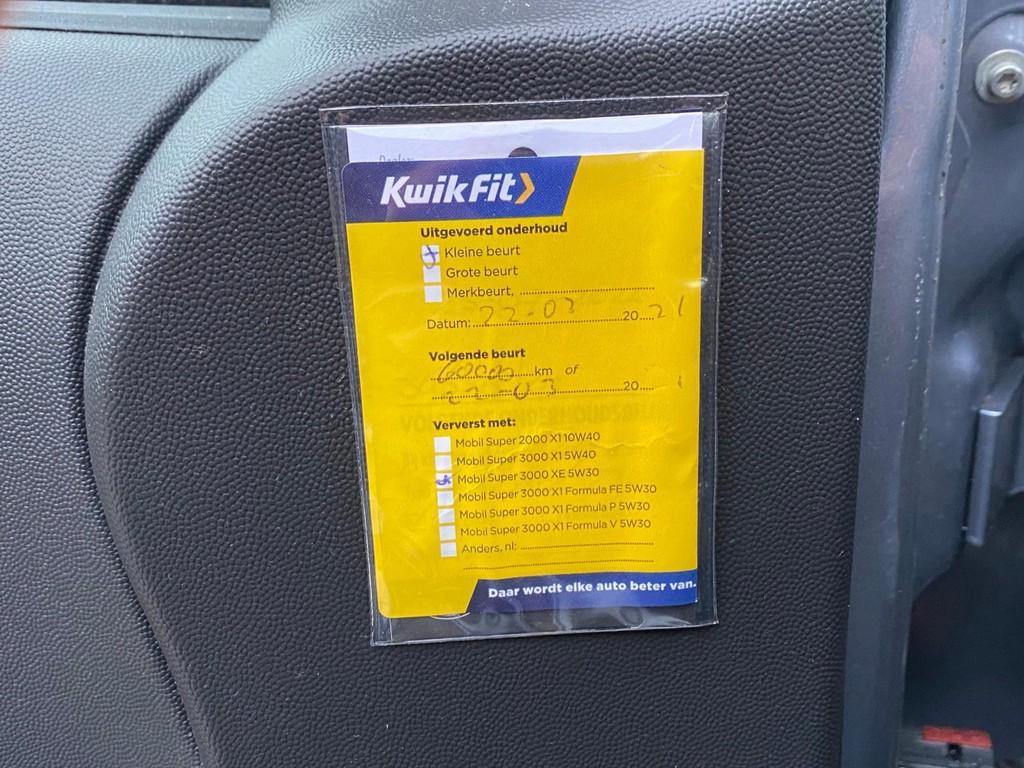 Dealer
KwikFit
Uitgevoerd onderhoud
Kleine beurt
Grote beurt
Merkbeurt, ..........
Datum: 22-03 20 21
Volgende beurt
60000 km of
22-03 20
Ververst met:
Mobil Super 2000 X1 10W40
Mobil Super 3000 X1 5W40
Mobil Super 3000 XE 5W30
Mobil Super 3000 X1 Formula FE 5W30
Mobil Super 3000 X1 Formula P 5W30
Mobil Super 3000 X1 Formula V 5W30
Anders, nl: ..........
Daar wordt elke auto beter van.